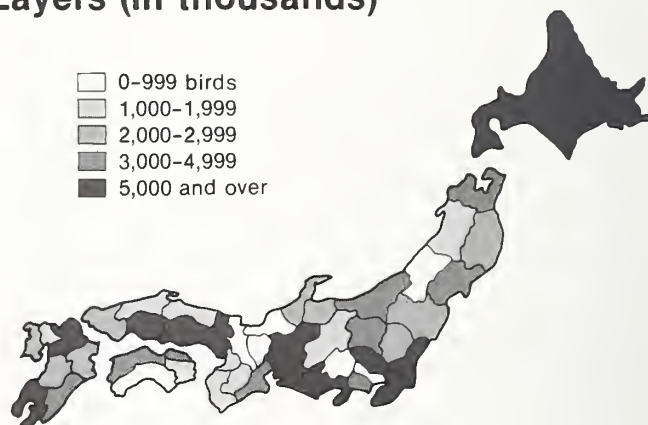 Layers (in thousands)
0-999 birds
1,000-1,999
2,000-2,999
3,000-4,999
5,000 and over